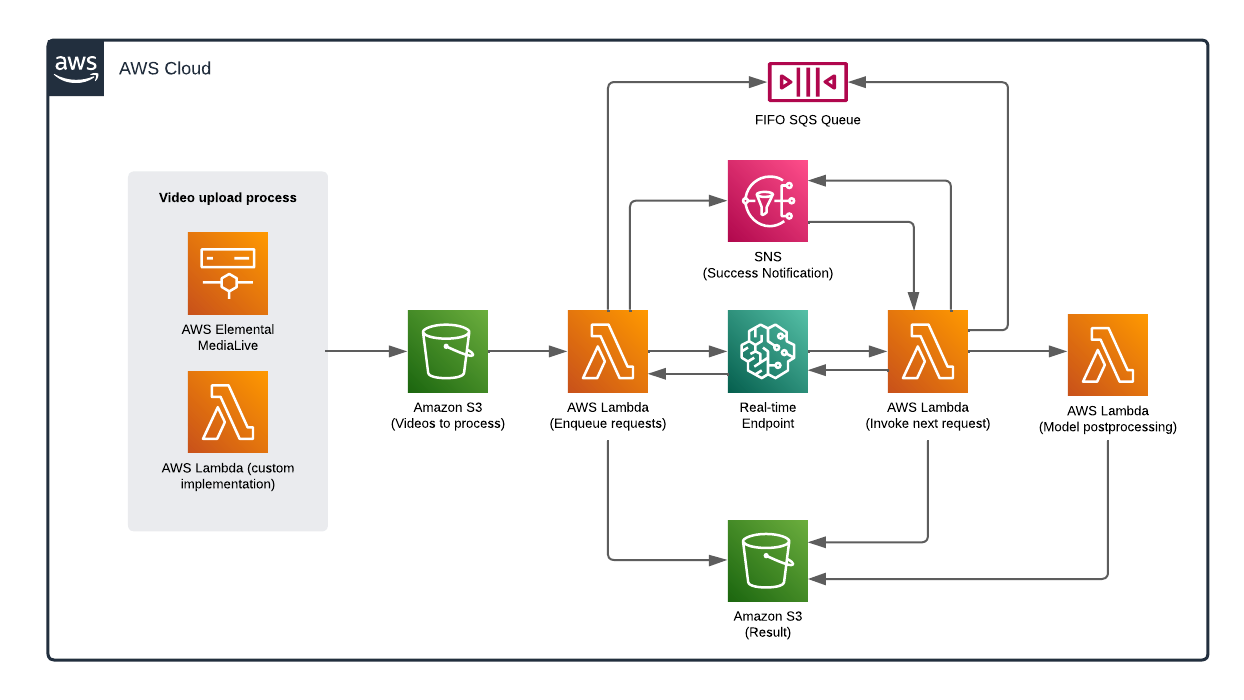 aws
AWS Cloud
FIFO SQS Queue
Video upload process
SNS
(Success Notification)
AWS Elemental
MediaLive
Amazon S3
(Videos to process)
AWS Lambda
(Enqueue requests)
Real-time
Endpoint
AWS Lambda
(Invoke next request)
AWS Lambda
(Model postprocessing)
AWS Lambda (custom
implementation)
Amazon S3
(Result)